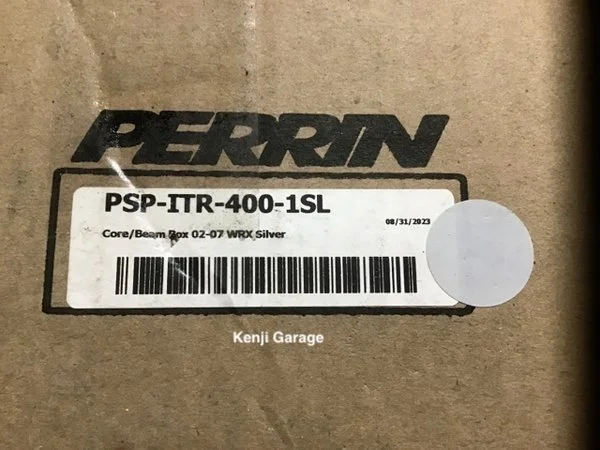 PERRIN
PSP-ITR-400-1SL
08/31/2023
Core/Beam Box 02-07 WRX Silver
Kenji Garage